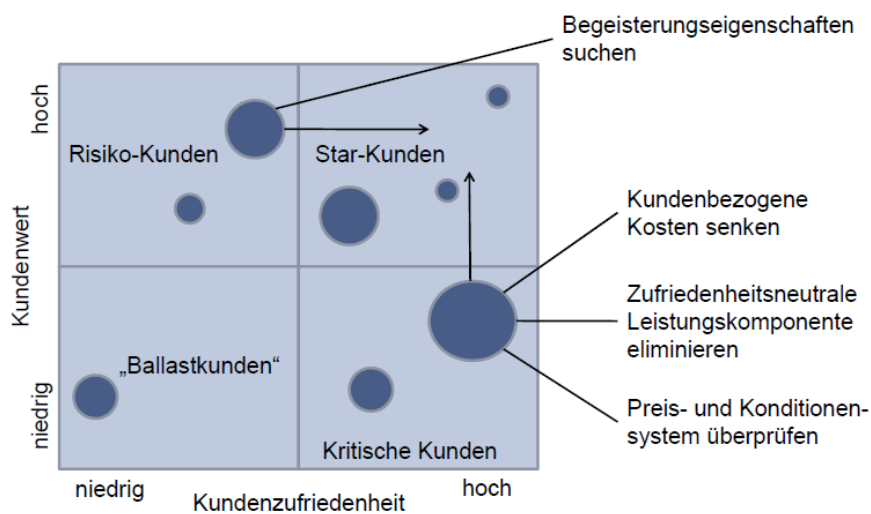 Begeisterungseigenschaften
suchen
hoch
Risiko-Kunden
Star-Kunden
Kundenwert
Kundenbezogene
Kosten senken
Zufriedenheitsneutrale
Leistungskomponente
eliminieren
„Ballastkunden“
niedrig
Preis- und Konditionen-
system überprüfen
Kritische Kunden
niedrig
Kundenzufriedenheit
hoch